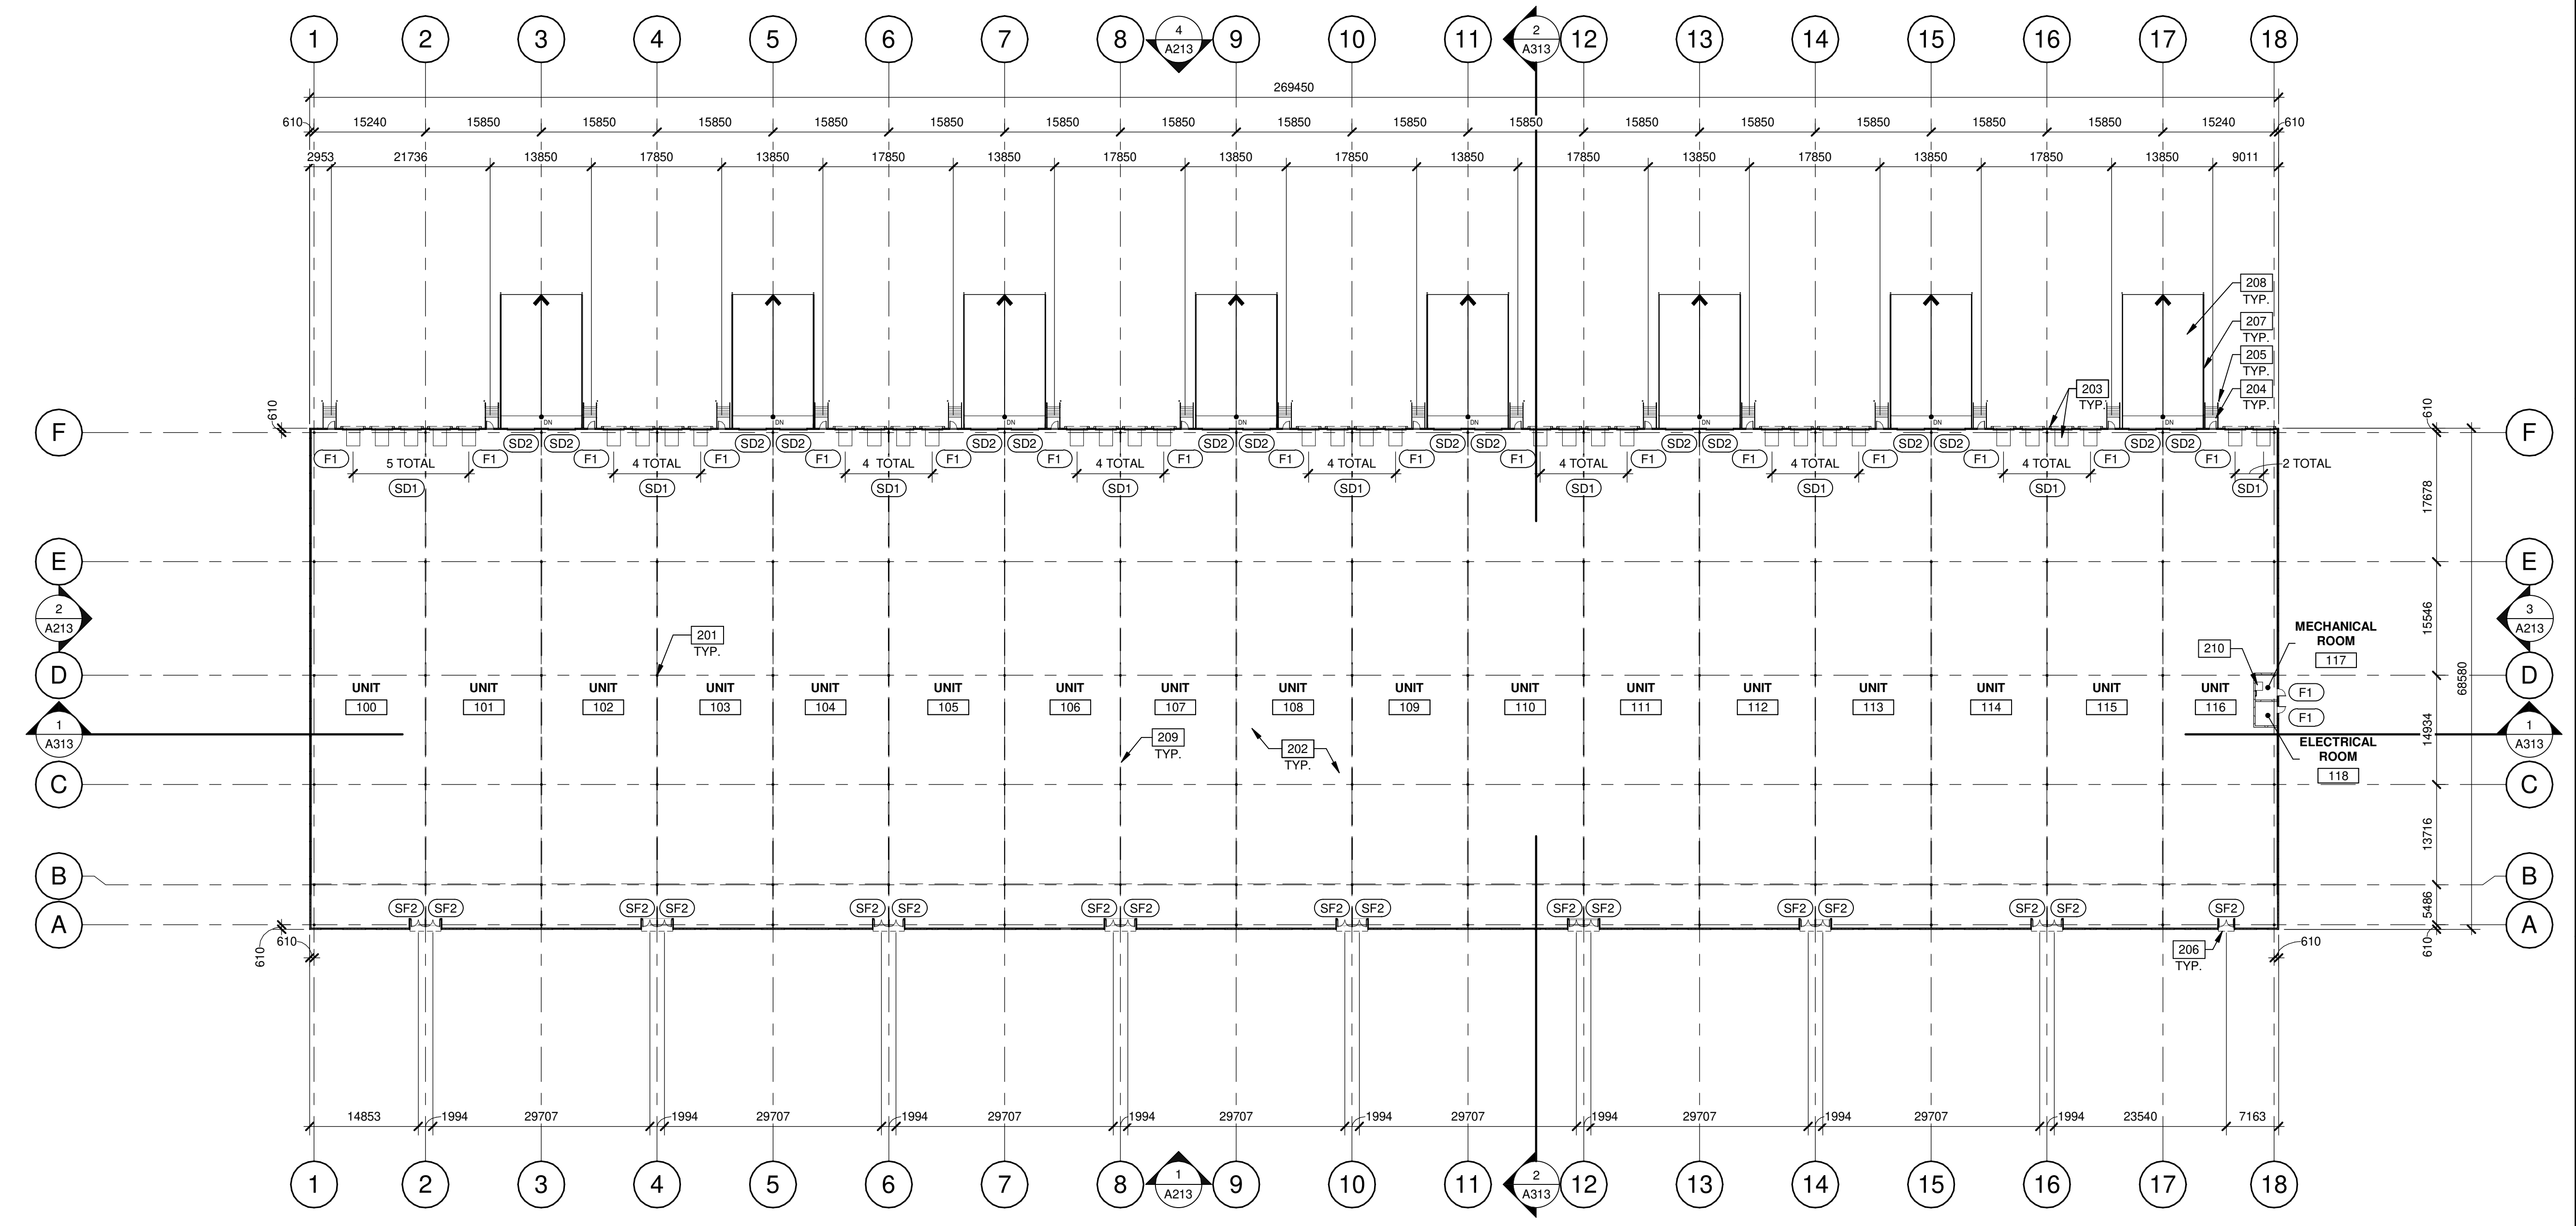 1 2 3 4 5 6 7 8 4 A213 9 10 11 2 A313 12 13 14 15 16 17 18
269450
610 15240 15850 15850 15850 15850 15850 15850 15850 15850 15850 15850 15850 15850 15850 15850 15850 15240 610
2953 21736 13850 17850 13850 17850 13850 17850 13850 17850 13850 17850 13850 17850 13850 17850 13850 9011
208
TYP.
207
TYP.
205
TYP.
203 204
TYP. TYP.
610 610
DN DN DN DN DN DN DN DN
F F
SD2 SD2 SD2 SD2 SD2 SD2 SD2 SD2 SD2 SD2 SD2 SD2 SD2 SD2 SD2 SD2
F1 5 TOTAL F1 F1 4 TOTAL F1 F1 4 TOTAL F1 F1 4 TOTAL F1 F1 4 TOTAL F1 F1 4 TOTAL F1 F1 4 TOTAL F1 F1 4 TOTAL F1 F1 2 TOTAL
SD1 SD1 SD1 SD1 SD1 SD1 SD1 SD1 SD1
17678
E E
2 A213
3 A213
15546
201
TYP.
MECHANICAL
ROOM
117
210
D D
68580
UNIT UNIT UNIT UNIT UNIT UNIT UNIT UNIT UNIT UNIT UNIT UNIT UNIT UNIT UNIT UNIT UNIT
100 101 102 103 104 105 106 107 108 109 110 111 112 113 114 115 116
F1
F1
1 A313
1 A313
14934
209
TYP.
202
TYP.
ELECTRICAL
ROOM
118
C C
13716
B B
SF2 SF2 SF2 SF2 SF2 SF2 SF2 SF2 SF2 SF2 SF2 SF2 SF2 SF2 SF2 SF2 SF2
5486
A A
610 610 610 610
206
TYP.
14853 1994 29707 1994 29707 1994 29707 1994 29707 1994 29707 1994 29707 1994 29707 1994 23540 7163
1 2 3 4 5 6 7 8 1 A213 9 10 11 2 A313 12 13 14 15 16 17 18